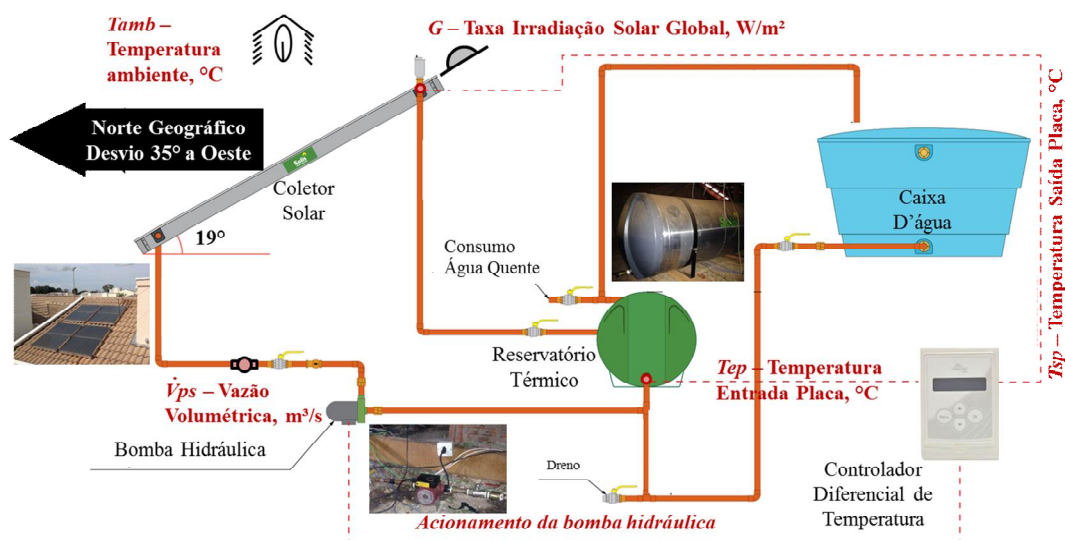 Tamb –
Temperatura
ambiente, °C
G – Taxa Irradiação Solar Global, W/m²
Norte Geográfico
Desvio 35° a Oeste
Solis
Coletor
Solar
19°
Caixa
D'água
Tsp – Temperatura Saída Placa, °C
Consumo
Água Quente
Reservatório
Térmico
Tep – Temperatura
Entrada Placa, °C
V̇ps – Vazão
Volumétrica, m³/s
Bomba Hidráulica
Dreno
Controlador
Diferencial de
Temperatura
Acionamento da bomba hidráulica